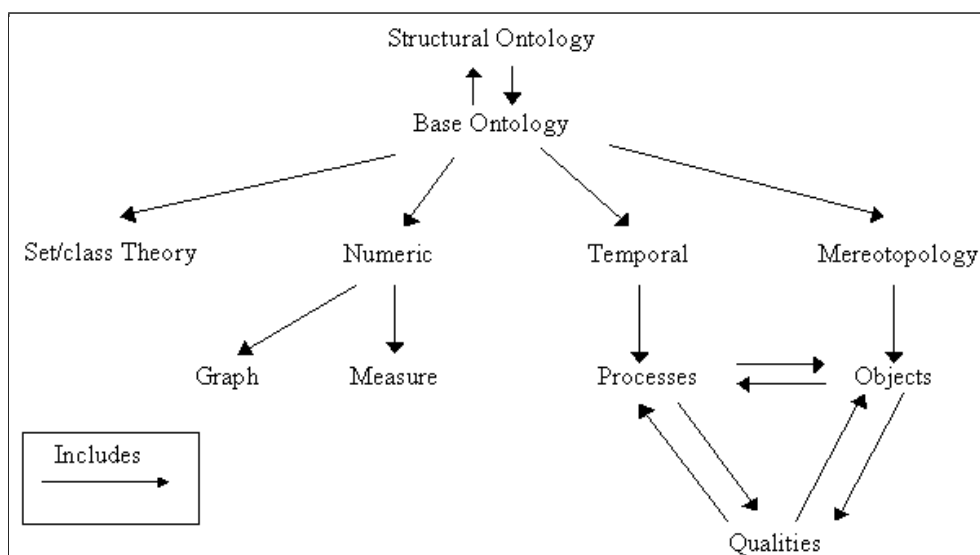 Structural Ontology
Base Ontology
Set/class Theory
Numeric
Temporal
Mereotopology
Graph
Measure
Processes
Objects
Includes
Qualities